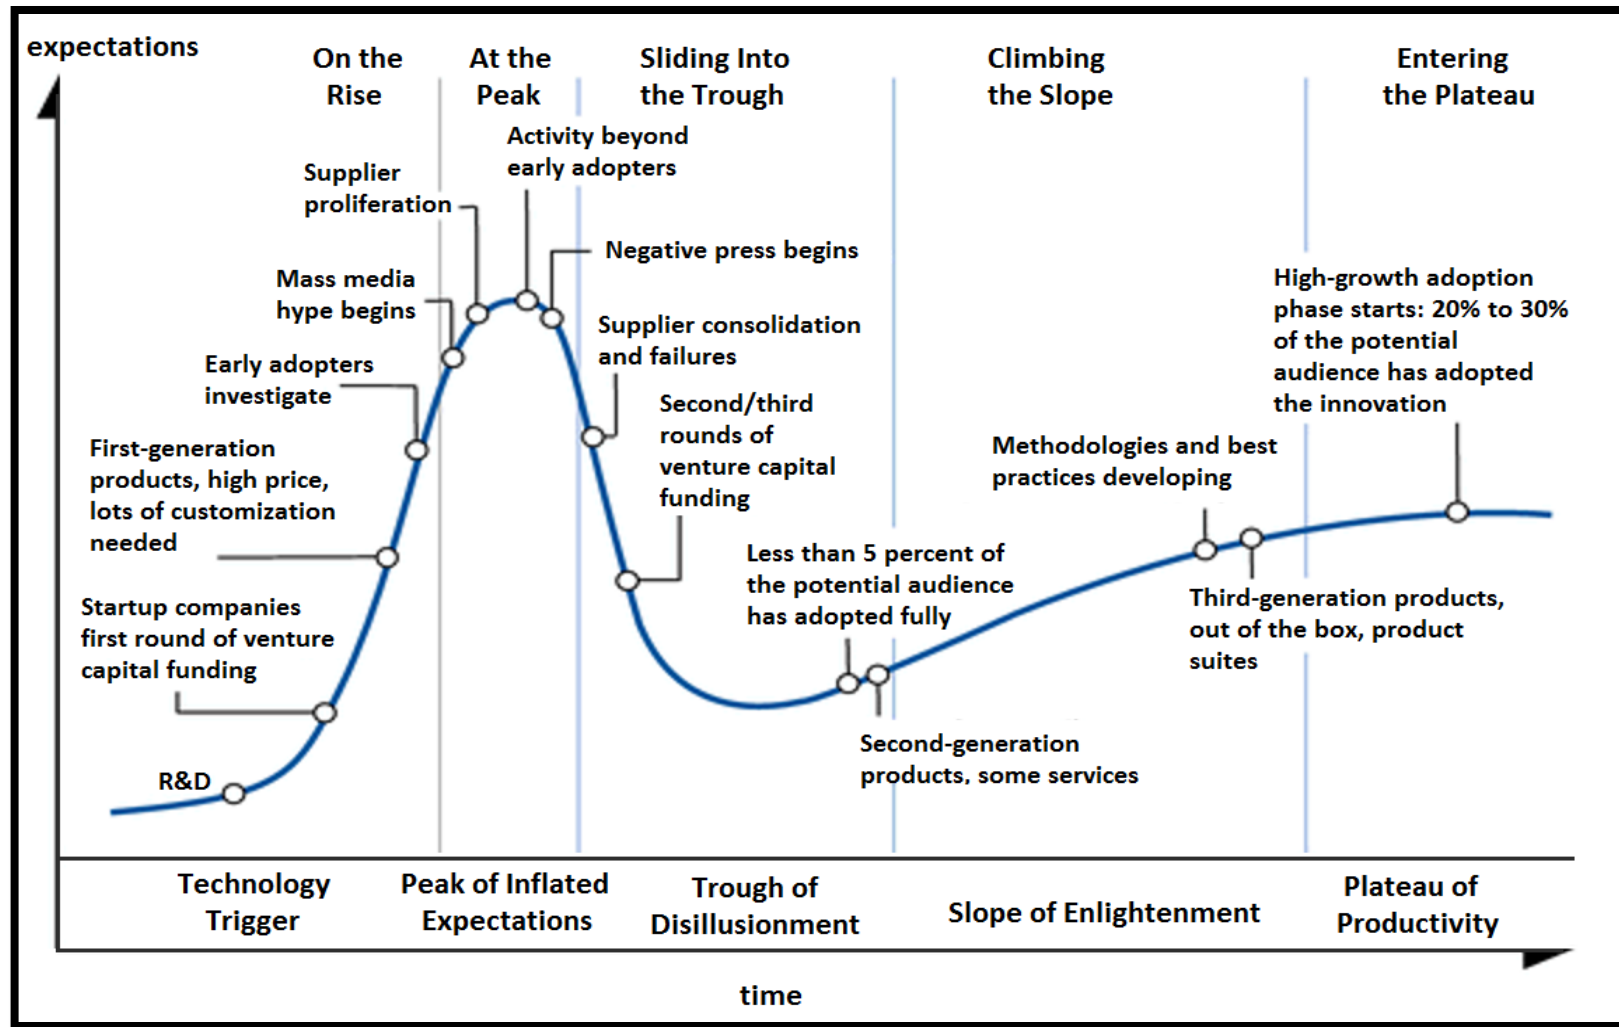 expectations
On the
Rise
At the
Peak
Sliding Into
the Trough
Climbing
the Slope
Entering
the Plateau
Activity beyond
early adopters
Supplier
proliferation
Negative press begins
Mass media
hype begins
Supplier consolidation
and failures
Early adopters
investigate
Second/third
rounds of
venture capital
funding
High-growth adoption
phase starts: 20% to 30%
of the potential
audience has adopted
the innovation
First-generation
products, high price,
lots of customization
needed
Methodologies and best
practices developing
Less than 5 percent of
the potential audience
has adopted fully
Startup companies
first round of venture
capital funding
Third-generation products,
out of the box, product
suites
R&D
Second-generation
products, some services
Technology
Trigger
Peak of Inflated
Expectations
Trough of
Disillusionment
Slope of Enlightenment
Plateau of
Productivity
time